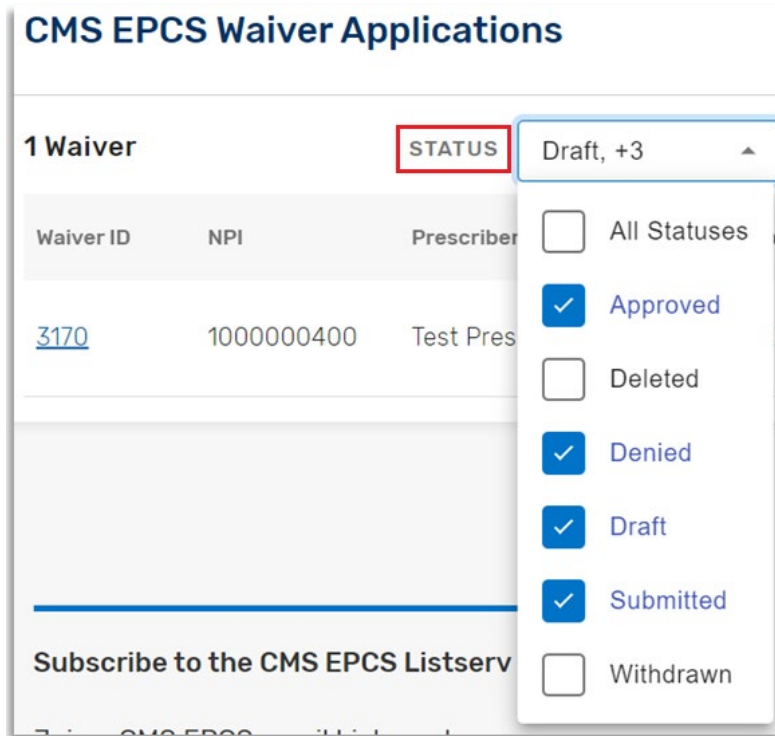 CMS EPCS Waiver Applications
1 Waiver STATUS Draft, +3
Waiver ID NPI Prescriber
All Statuses
Approved
3170 1000000400 Test Pres
Deleted
Denied
Draft
Submitted
Subscribe to the CMS EPCS Listserv
Withdrawn